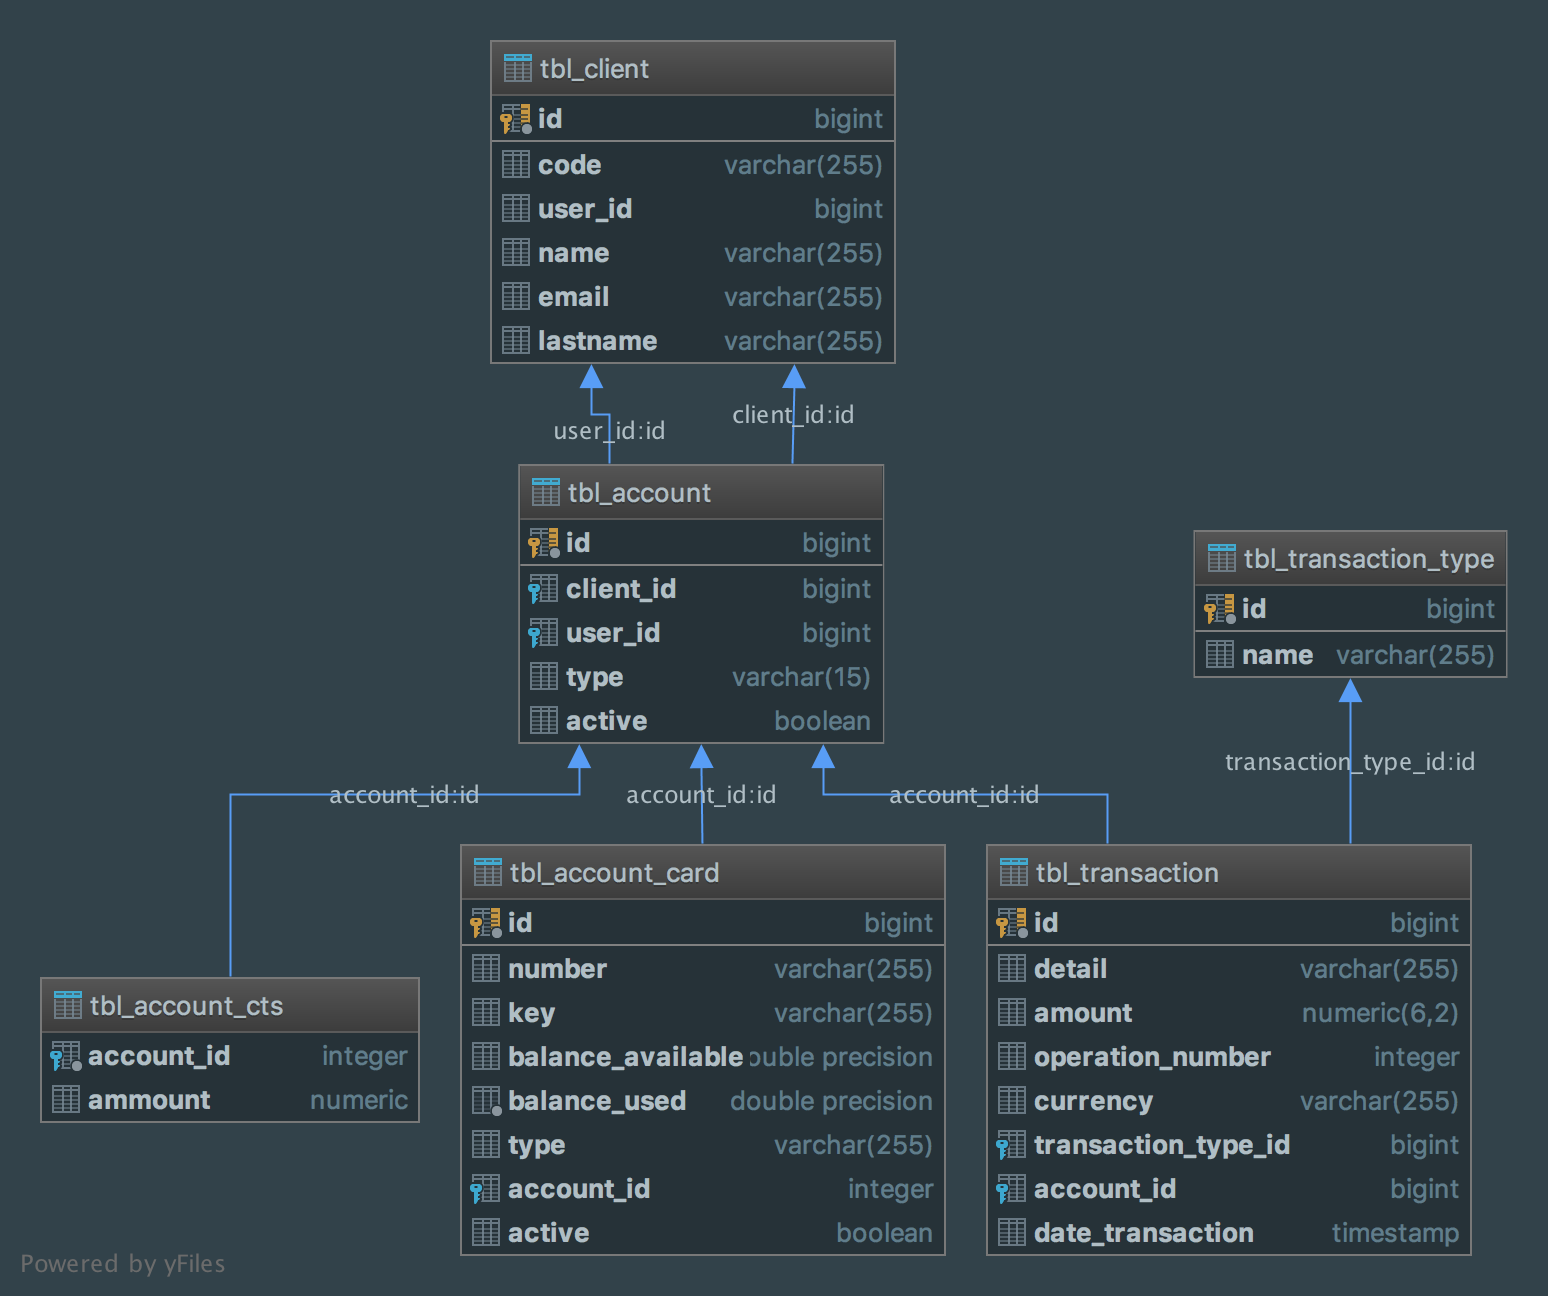 tbl_client
id bigint
code varchar(255)
user_id bigint
name varchar(255)
email varchar(255)
lastname varchar(255)
user_id:id
client_id:id
tbl_account
id bigint
client_id bigint
user_id bigint
type varchar(15)
active boolean
tbl_transaction_type
id bigint
name varchar(255)
transaction_type_id:id
account_id:id
account_id:id
account_id:id
tbl_account_cts
account_id integer
ammount numeric
tbl_account_card
id bigint
number varchar(255)
key varchar(255)
balance_available ouble precision
balance_used double precision
type varchar(255)
account_id integer
active boolean
tbl_transaction
id bigint
detail varchar(255)
amount numeric(6,2)
operation_number integer
currency varchar(255)
transaction_type_id bigint
account_id bigint
date_transaction timestamp
Powered by yFiles